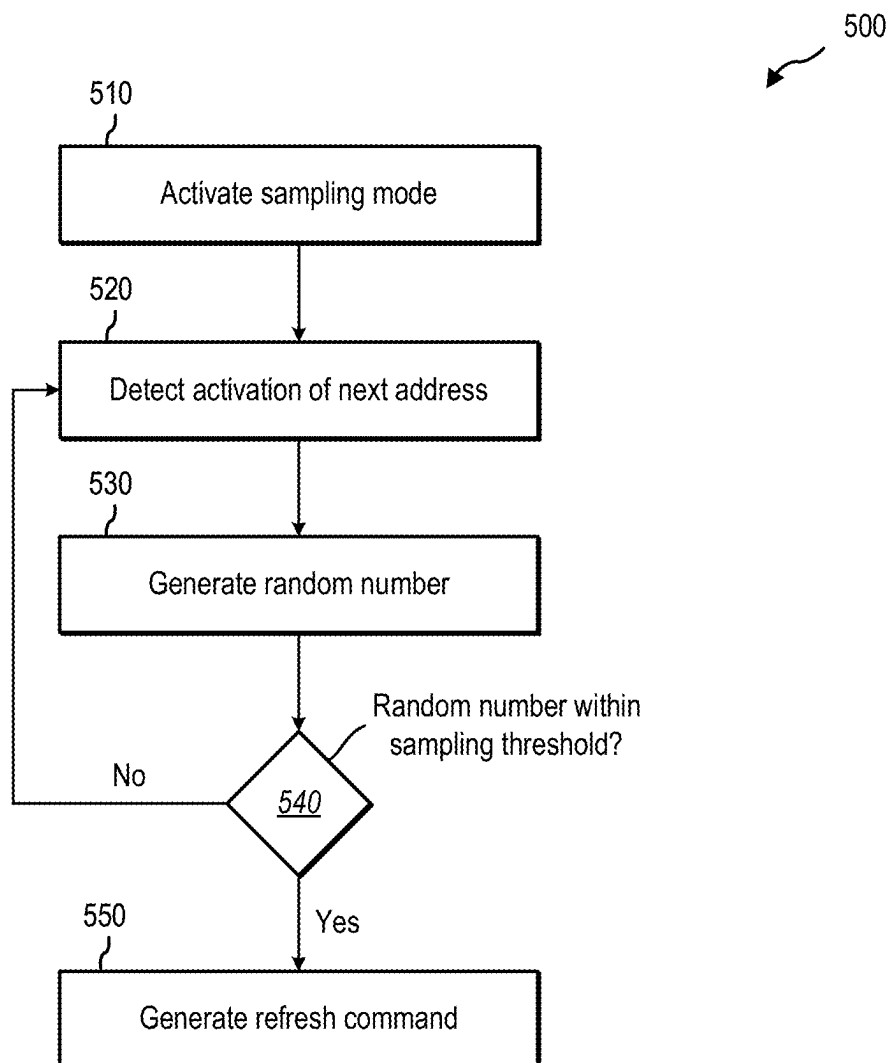 500
510
Activate sampling mode
520
Detect activation of next address
530
Generate random number
Random number within
sampling threshold?
No
540
Yes
550
Generate refresh command